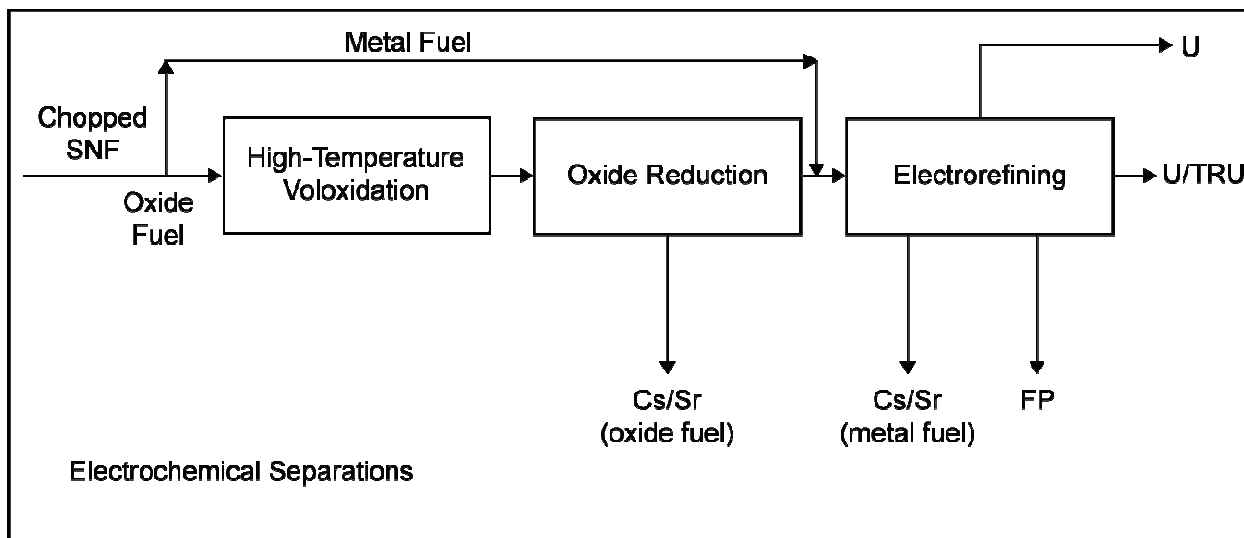 Metal Fuel
U
Chopped
SNF
Oxide
Fuel
High-Temperature
Voloxidation
Oxide Reduction
Electrorefining
U/TRU
Cs/Sr
(oxide fuel)
Cs/Sr
(metal fuel)
FP
Electrochemical Separations